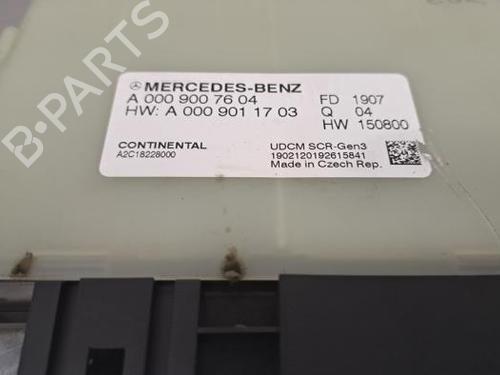 MERCEDES-BENZ
A 000 900 76 04 FD 1907
HW: A 000 901 17 03 Q 04
HW 150800
CONTINENTAL UDCM SCR-Gen3
A2C18228000 1902120192615841
Made in Czech Rep.
B-PARTS